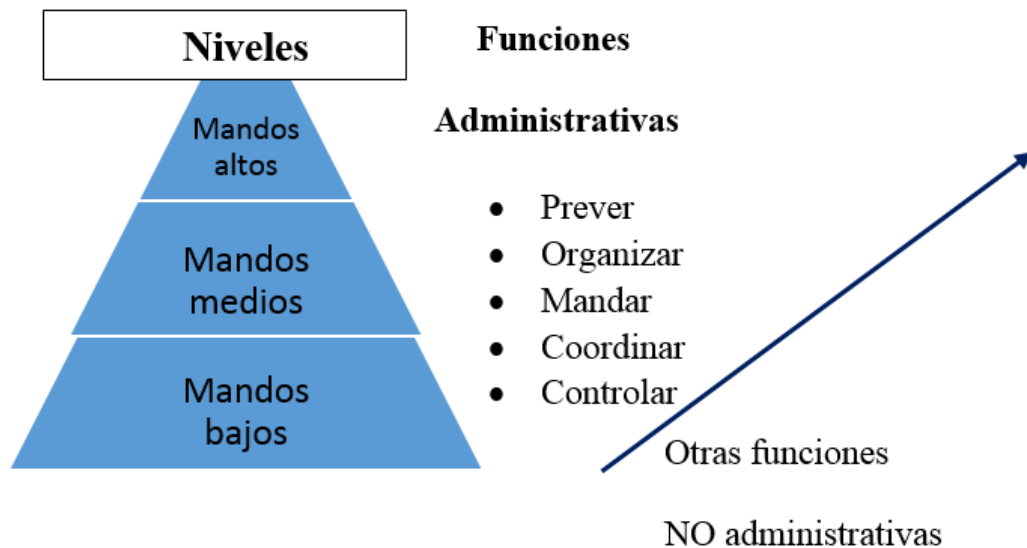 Niveles
Mandos
altos
Mandos
medios
Mandos
bajos
Funciones
Administrativas
• Prever
• Organizar
• Mandar
• Coordinar
• Controlar
Otras funciones
NO administrativas